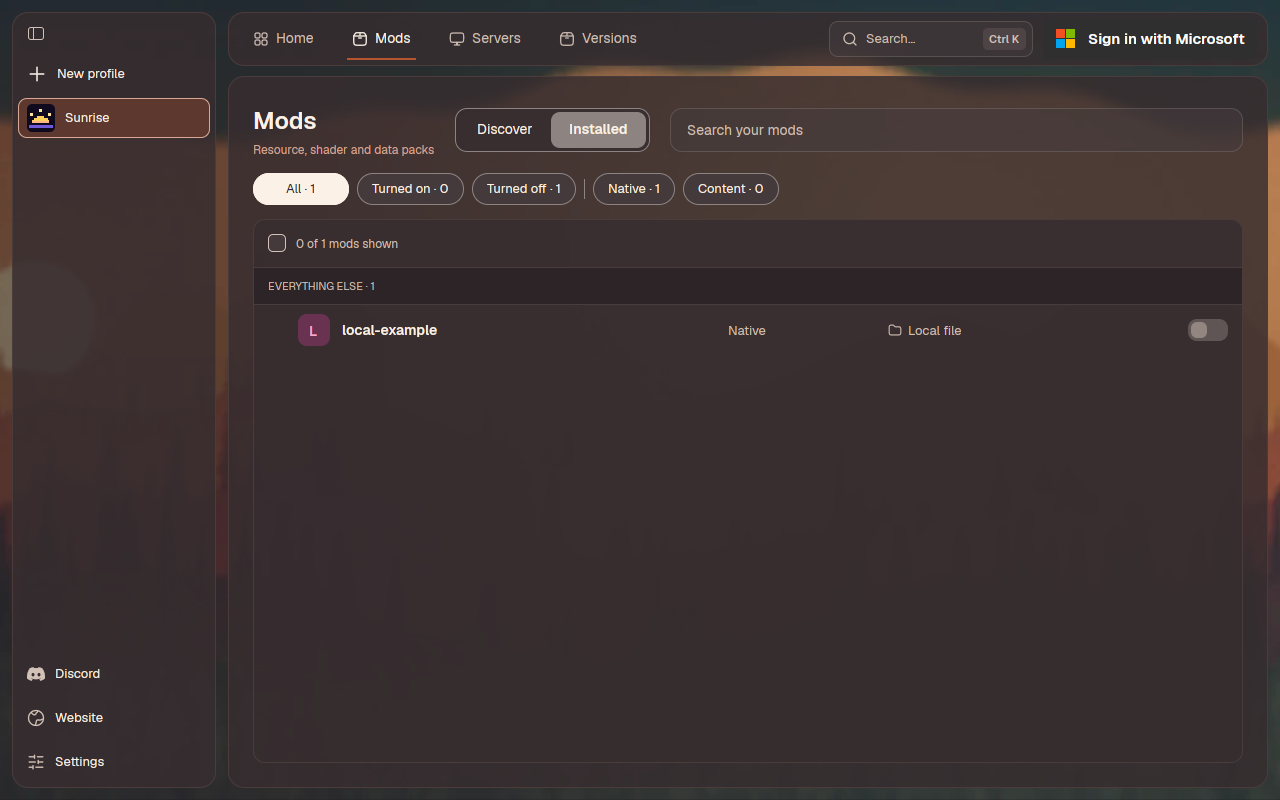 Home
Mods
Servers
Versions
Search...
Ctrl K
Sign in with Microsoft
New profile
Sunrise
Mods
Resource, shader and data packs
Discover
Installed
Search your mods
All · 1
Turned on · 0
Turned off · 1
Native · 1
Content · 0
0 of 1 mods shown
EVERYTHING ELSE · 1
L
local-example
Native
Local file
Discord
Website
Settings